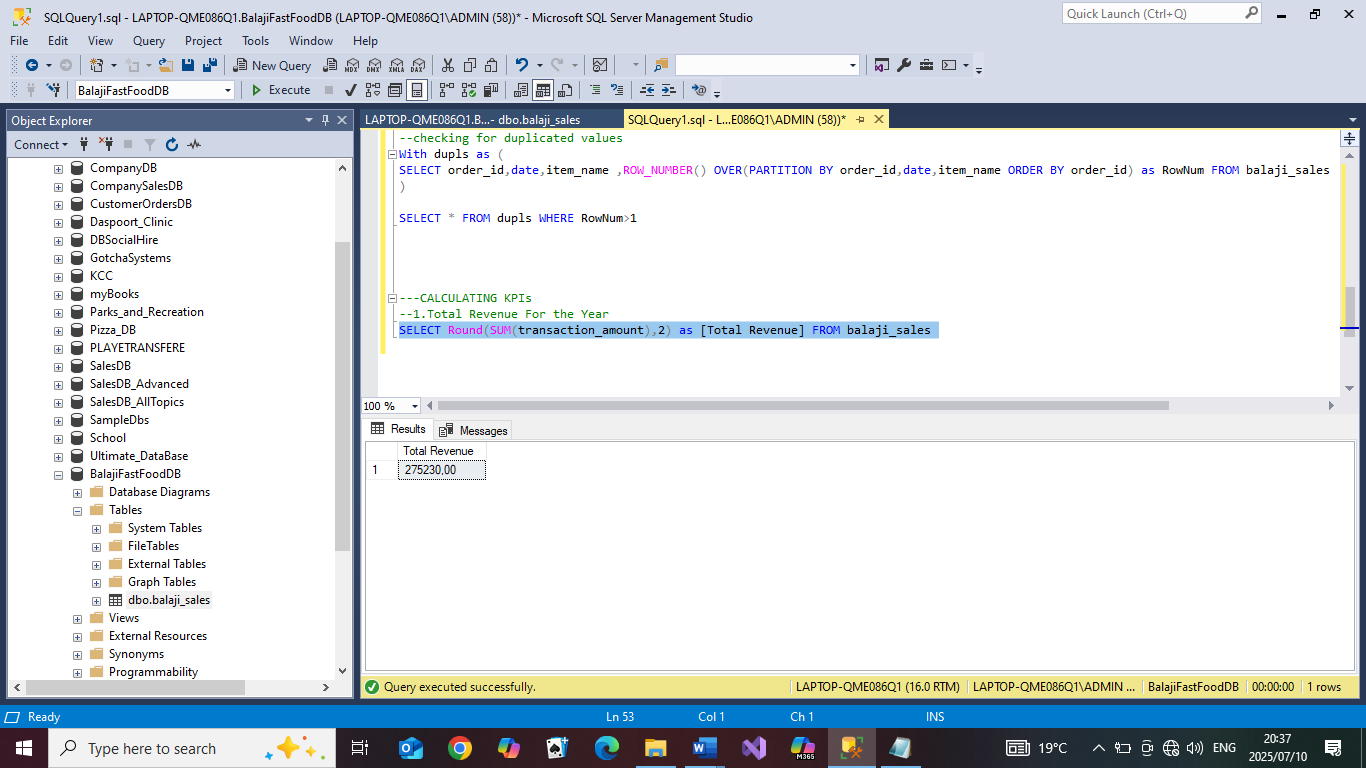 SQLQuery1.sql - LAPTOP-QME086Q1.BalajiFastFoodDB (LAPTOP-QME086Q1\ADMIN (58))* - Microsoft SQL Server Management Studio
Quick Launch (Ctrl+Q)
File Edit View Query Project Tools Window Help
New Query MDX DMX XMLA DAX
BalajiFastFoodDB Execute
Object Explorer
Connect
CompanyDB
CompanySalesDB
CustomerOrdersDB
Daspoort_Clinic
DBSocialHire
GotchaSystems
KCC
myBooks
Parks_and_Recreation
Pizza_DB
PLAYETRANSFERE
SalesDB
SalesDB_Advanced
SalesDB_AllTopics
SampleDbs
School
Ultimate_DataBase
BalajiFastFoodDB
Database Diagrams
Tables
System Tables
FileTables
External Tables
Graph Tables
dbo.balaji_sales
Views
External Resources
Synonyms
Programmability
LAPTOP-QME086Q1.B...- dbo.balaji_sales SQLQuery1.sql - L...E086Q1\ADMIN (58))*
--checking for duplicated values
With dupls as (
SELECT order_id,date,item_name ,ROW_NUMBER() OVER(PARTITION BY order_id,date,item_name ORDER BY order_id) as RowNum FROM balaji_sales
)
SELECT * FROM dupls WHERE RowNum>1
---CALCULATING KPIs
--1.Total Revenue For the Year
SELECT Round(SUM(transaction_amount),2) as [Total Revenue] FROM balaji_sales
100 %
Results Messages
Total Revenue
1 275230,00
Query executed successfully. LAPTOP-QME086Q1 (16.0 RTM) LAPTOP-QME086Q1\ADMIN ... BalajiFastFoodDB 00:00:00 1 rows
Ready Ln 53 Col 1 Ch 1 INS
Type here to search M365 19°C ENG 20:37
2025/07/10